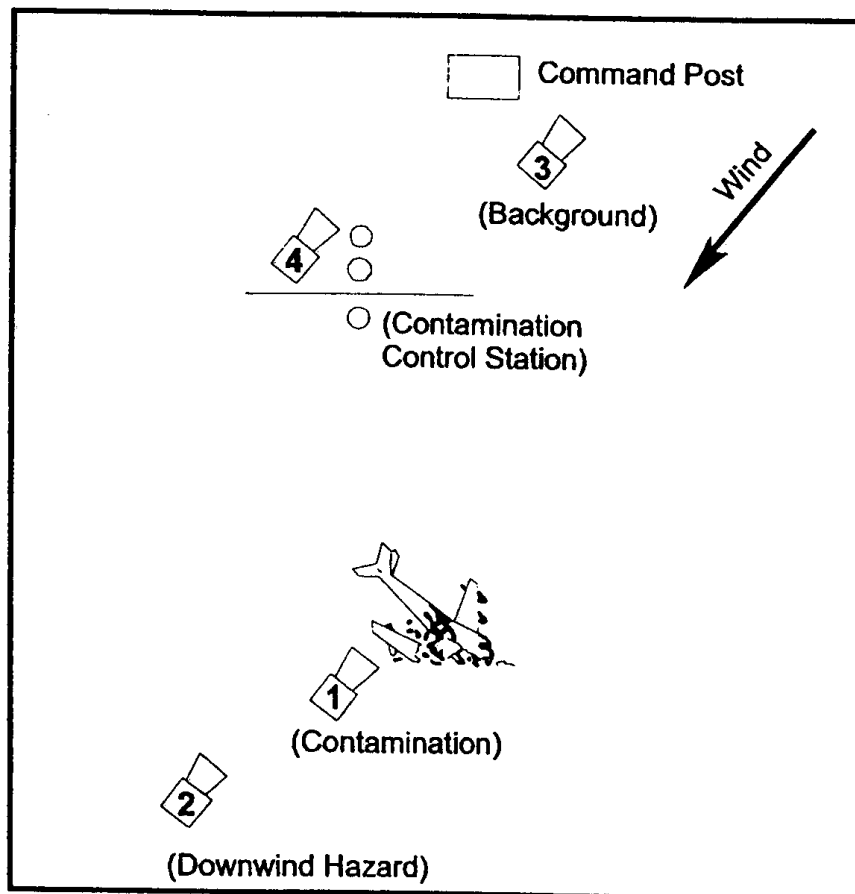 Command Post
3
Wind
(Background)
4
(Contamination
Control Station)
1
(Contamination)
2
(Downwind Hazard)